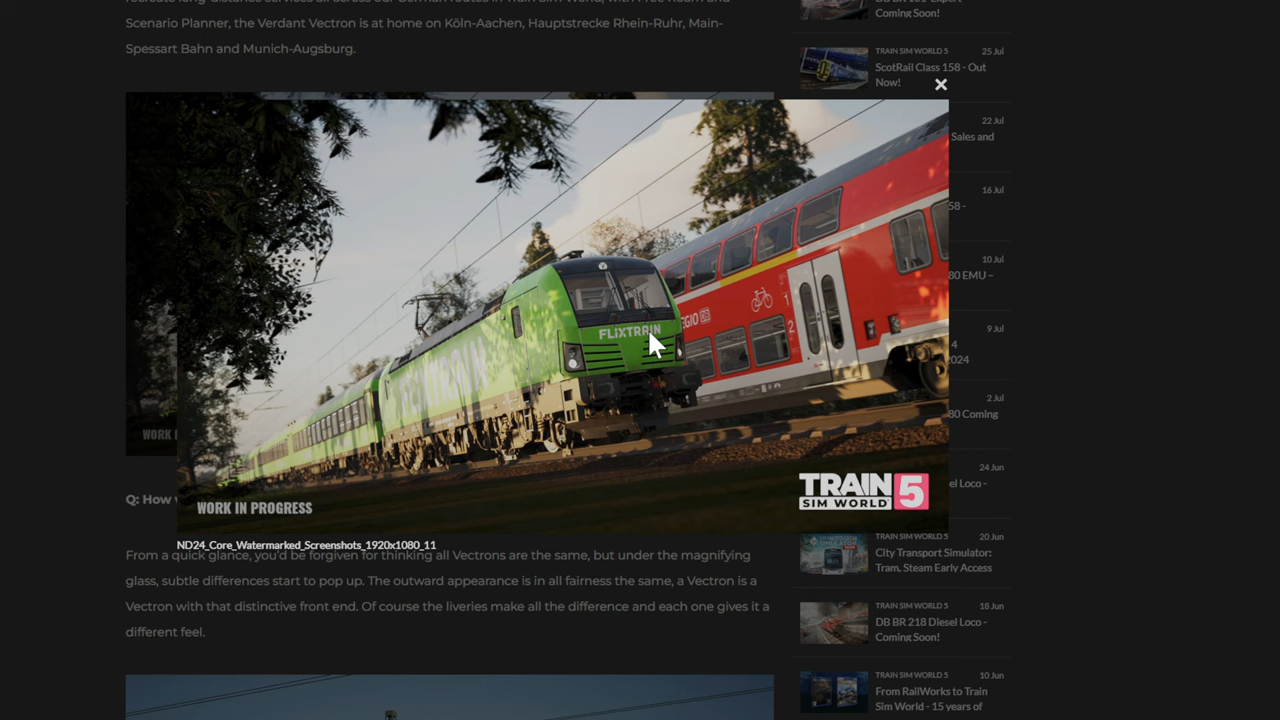 Scenario Planner, the Verdant Vectron is at home on Köln-Aachen, Hauptstrecke Rhein-Ruhr, Main-
Spessart Bahn and Munich-Augsburg.
FLIXTRAIN
FLIXTRAIN
1
2
WORK IN PROGRESS
TRAIN
SIM WORLD
5
ND24_Core_Watermarked_Screenshots_1920x1080_11
WORK
Q: How
From a quick glance, you'd be forgiven for thinking all Vectrons are the same, but under the magnifying
glass, subtle differences start to pop up. The outward appearance is in all fairness the same, a Vectron is a
Vectron with that distinctive front end. Of course the liveries make all the difference and each one gives it a
different feel.
Coming Soon!
TRAIN SIM WORLD 5 25 Jul
ScotRail Class 158 - Out
Now!
22 Jul
Sales and
16 Jul
58 -
10 Jul
80 EMU –
9 Jul
4
2024
2 Jul
80 Coming
24 Jun
el Loco -
TRAIN SIM WORLD 5 20 Jun
City Transport Simulator:
Tram, Steam Early Access
TRAIN SIM WORLD 5 18 Jun
DB BR 218 Diesel Loco -
Coming Soon!
TRAIN SIM WORLD 5 10 Jun
From RailWorks to Train
Sim World - 15 years of